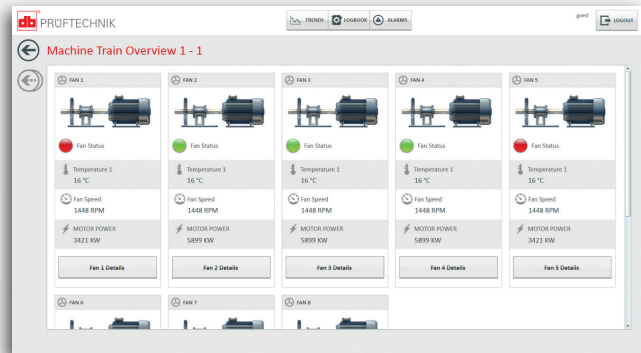 db PRÜFTECHNIK
TRENDS LOGBOOK ALARMS
guest
LOGOUT
Machine Train Overview 1 - 1
FAN 1
Fan Status
Temperature 1
16 °C
Fan Speed
1448 RPM
MOTOR POWER
3421 KW
Fan 1 Details
FAN 2
Fan Status
Temperature 1
16 °C
Fan Speed
1448 RPM
MOTOR POWER
5899 KW
Fan 2 Details
FAN 3
Fan Status
Temperature 1
16 °C
Fan Speed
1448 RPM
MOTOR POWER
5899 KW
Fan 3 Details
FAN 4
Fan Status
Temperature 1
16 °C
Fan Speed
1448 RPM
MOTOR POWER
5899 KW
Fan 4 Details
FAN 5
Fan Status
Temperature 1
16 °C
Fan Speed
1448 RPM
MOTOR POWER
3421 KW
Fan 5 Details
FAN 6
FAN 7
FAN 8